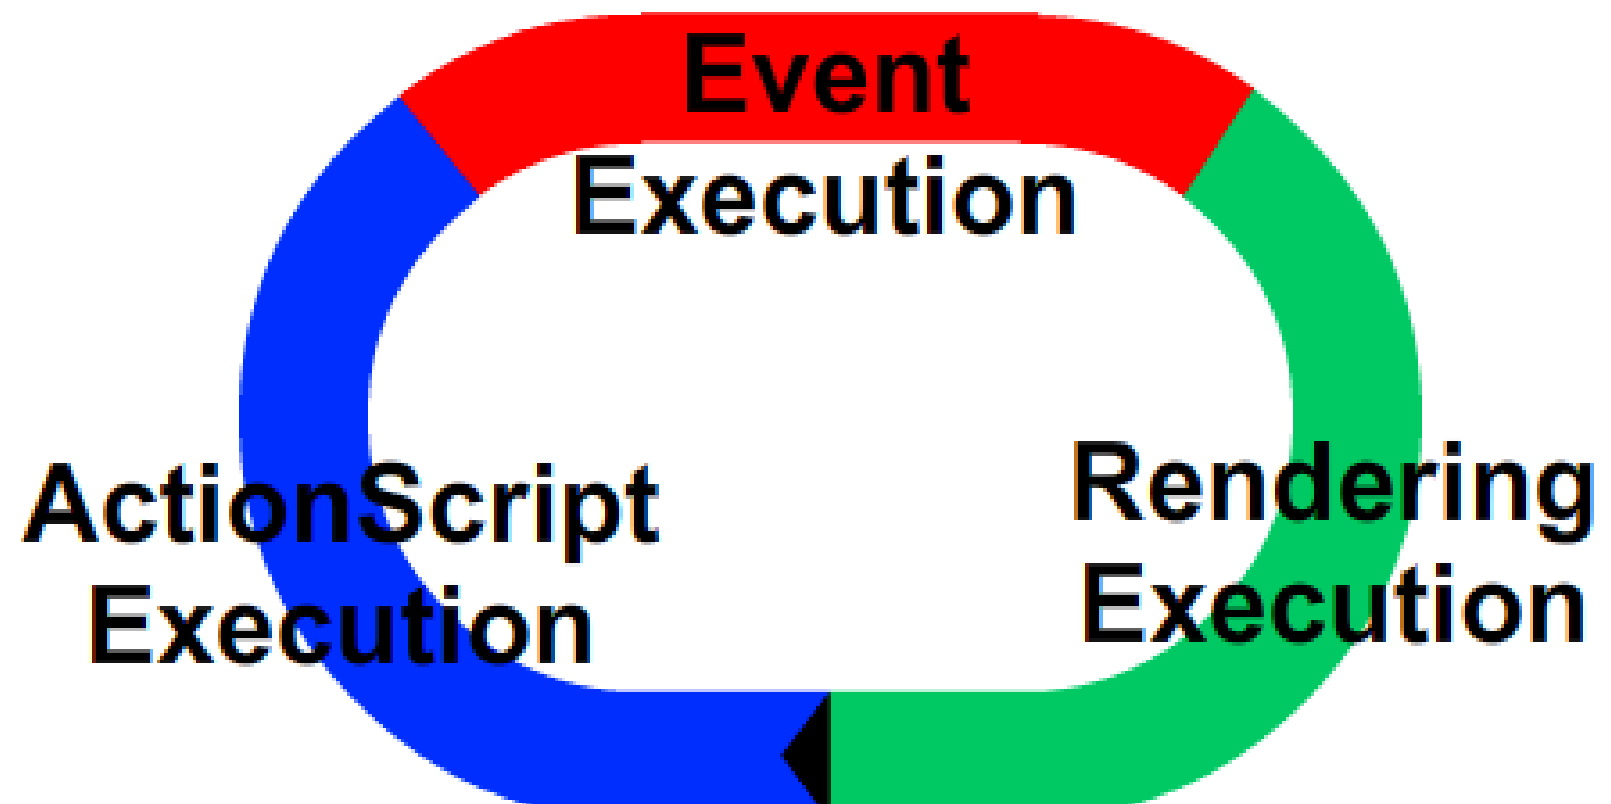 Event
Execution
ActionScript
Execution
Rendering
Execution